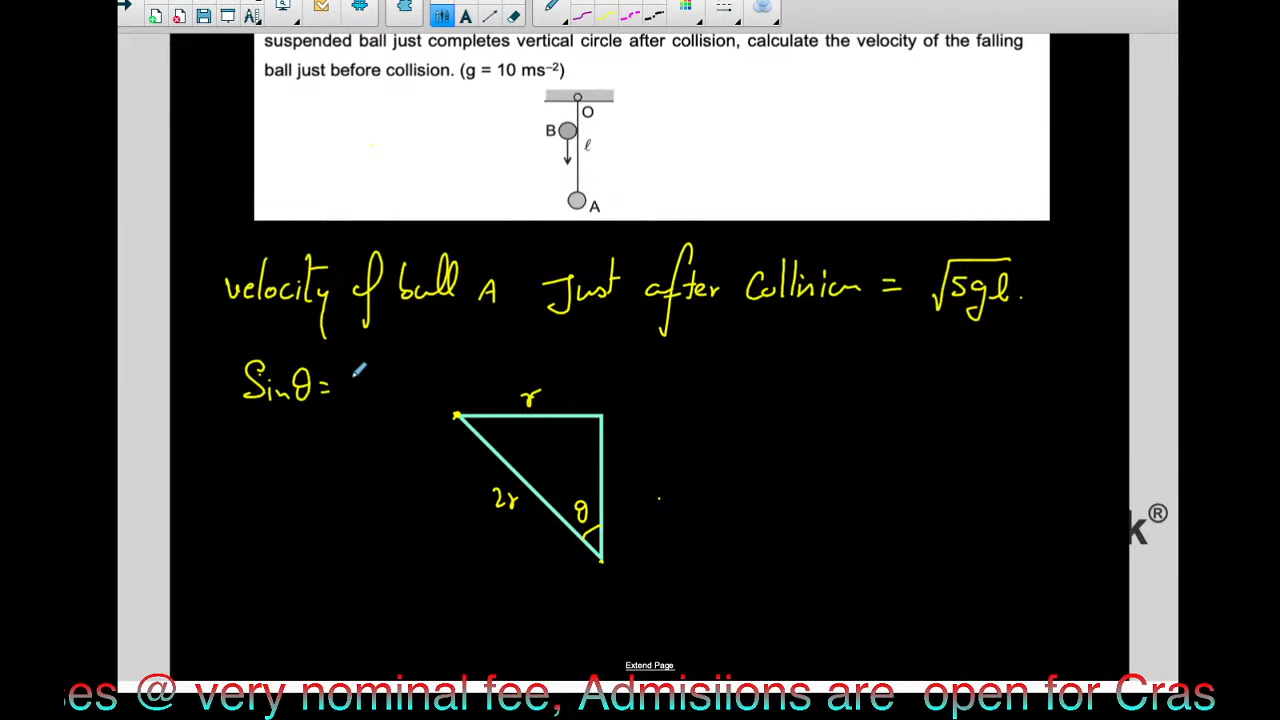 suspended ball just completes vertical circle after collision, calculate the velocity of the falling
ball just before collision. (g = 10 ms–2)
O
B
ℓ
A
velocity of ball A Just after Collinion = √5gl.
Sinθ =
r
2r
θ
k®
Extend Page
ses @ very nominal fee, Admisiions are open for Cras